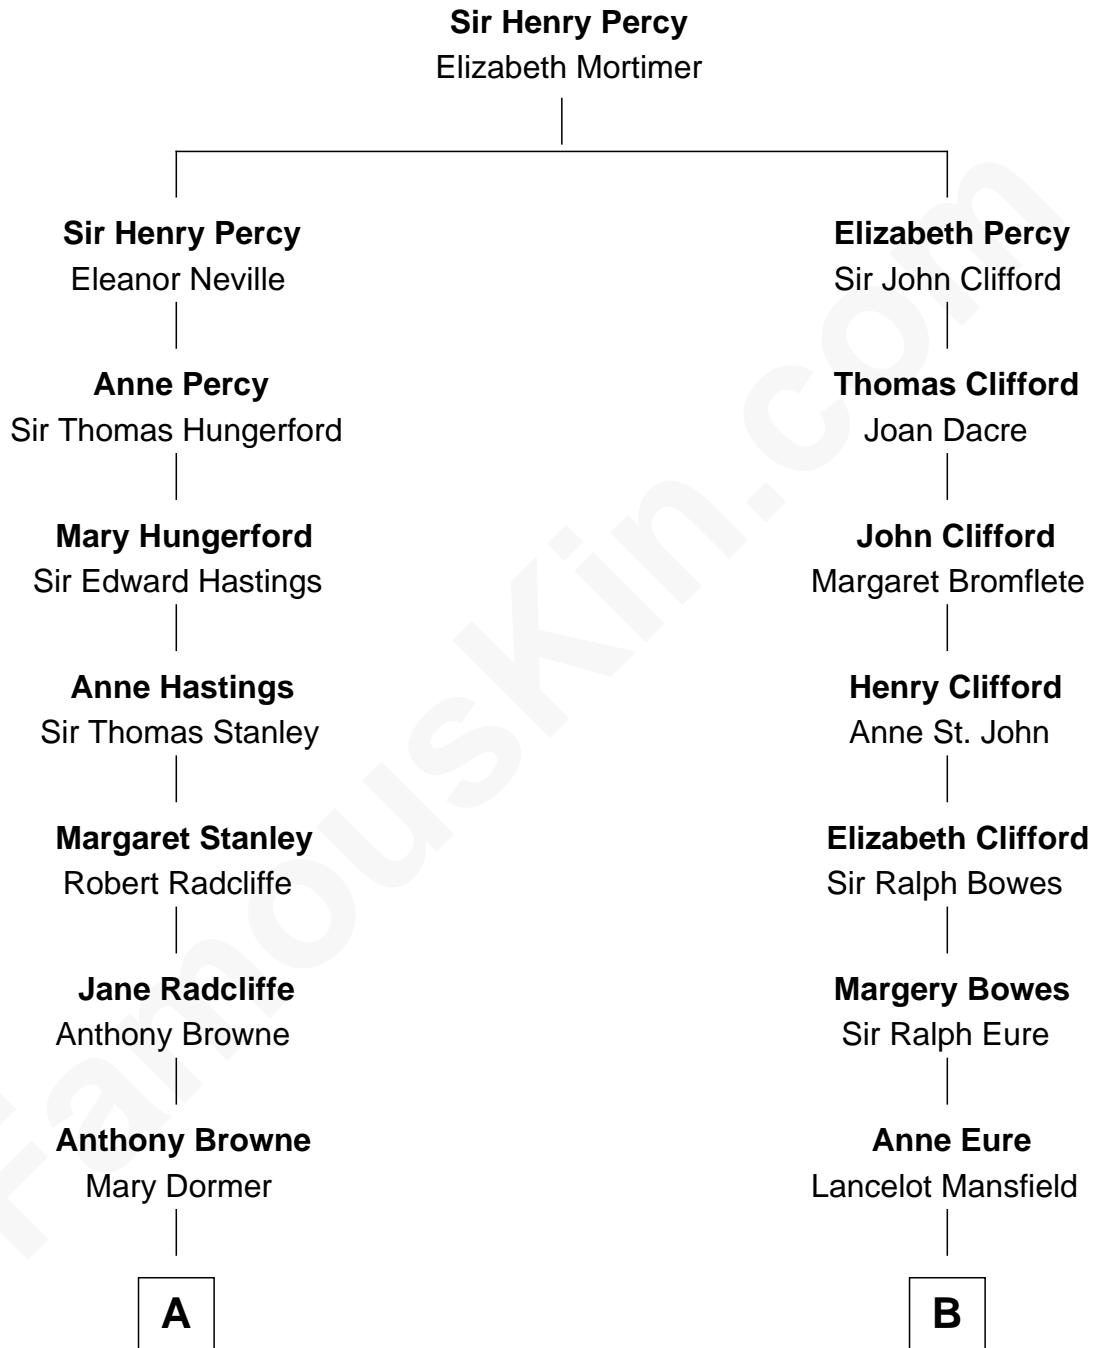 Sir Henry Percy
Elizabeth Mortimer
Sir Henry Percy
Eleanor Neville
Elizabeth Percy
Sir John Clifford
Anne Percy
Sir Thomas Hungerford
Thomas Clifford
Joan Dacre
Mary Hungerford
Sir Edward Hastings
John Clifford
Margaret Bromflete
Anne Hastings
Sir Thomas Stanley
Henry Clifford
Anne St. John
Margaret Stanley
Robert Radcliffe
Elizabeth Clifford
Sir Ralph Bowes
Jane Radcliffe
Anthony Browne
Margery Bowes
Sir Ralph Eure
Anthony Browne
Mary Dormer
Anne Eure
Lancelot Mansfield
A
B
FamousKin.com